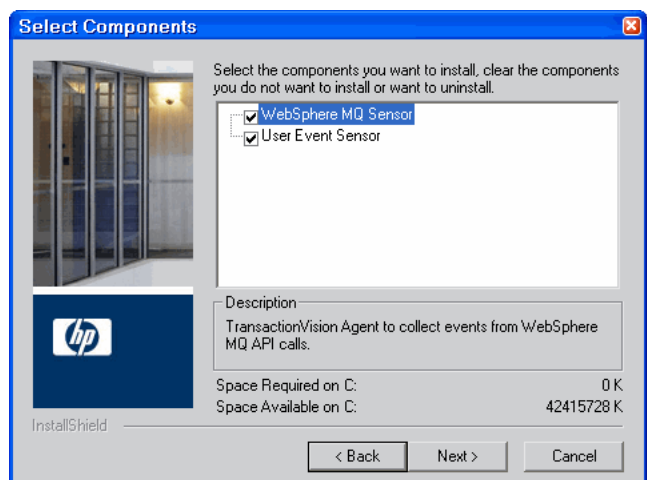 Select Components
Select the components you want to install, clear the components
you do not want to install or want to uninstall.
WebSphere MQ Sensor
User Event Sensor
Description
TransactionVision Agent to collect events from WebSphere
MQ API calls.
hp
Space Required on C: 0 K
Space Available on C: 42415728 K
InstallShield
< Back Next > Cancel